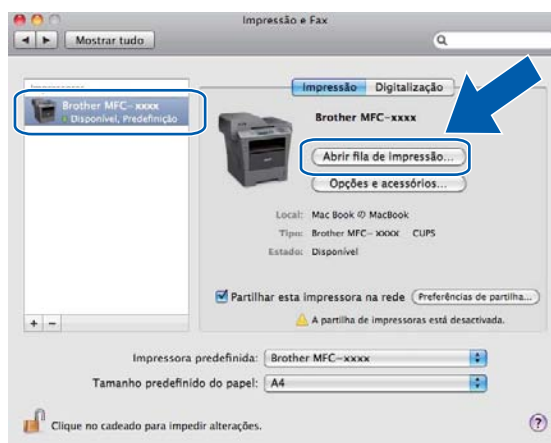 Impressão e Fax
Mostrar tudo
Impressão Digitalização
Brother MFC-xxxx
Disponível, Predefinição
Brother MFC-xxxx
Abrir fila de impressão...
Opções e acessórios...
Local: Mac Book の MacBook
Tipo: Brother MFC-xxxx CUPS
Estado: Disponível
Partilhar esta impressora na rede Preferências de partilha...
A partilha de impressoras está desactivada.
+ −
Impressora predefinida: Brother MFC-xxxx
Tamanho predefinido do papel: A4
Clique no cadeado para impedir alterações.
?